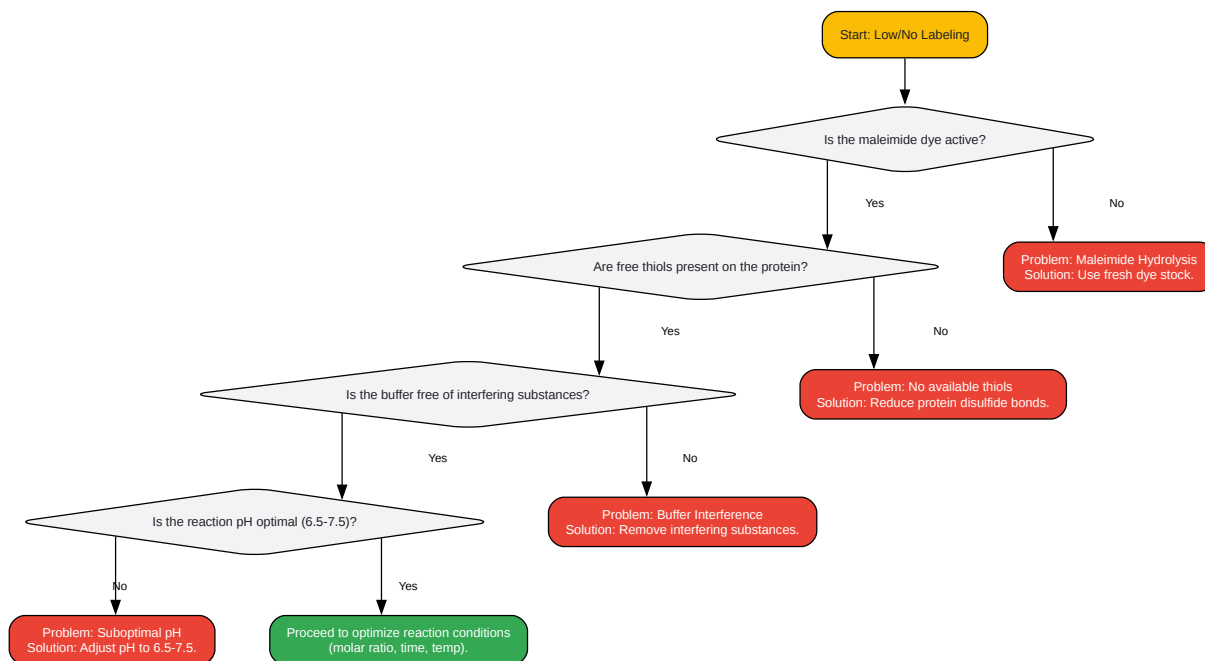 Start: Low/No Labeling
Is the maleimide dye active?
Yes
No
Problem: Maleimide Hydrolysis
Solution: Use fresh dye stock.
Are free thiols present on the protein?
Yes
No
Problem: No available thiols
Solution: Reduce protein disulfide bonds.
Is the buffer free of interfering substances?
Yes
No
Problem: Buffer Interference
Solution: Remove interfering substances.
Is the reaction pH optimal (6.5-7.5)?
No
Yes
Problem: Suboptimal pH
Solution: Adjust pH to 6.5-7.5.
Proceed to optimize reaction conditions
(molar ratio, time, temp).